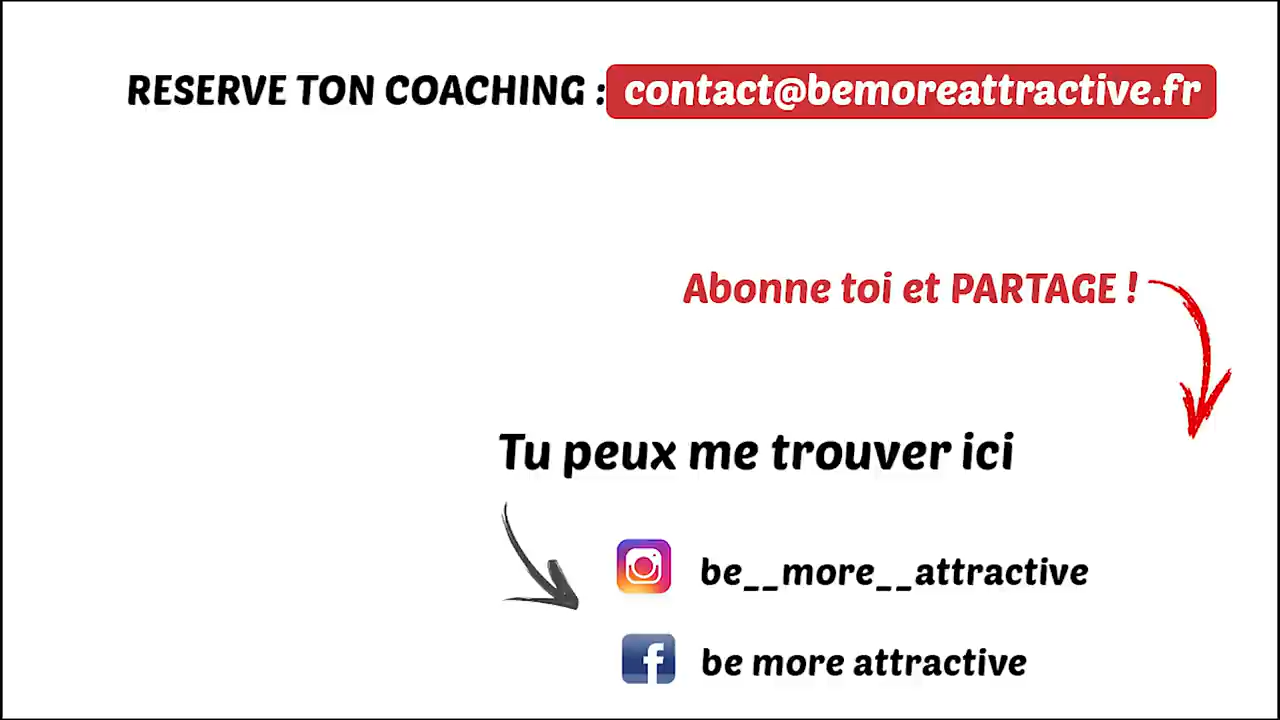 RESERVE TON COACHING : contact@bemoreattractive.fr
Abonne toi et PARTAGE !
Tu peux me trouver ici
be__more__attractive
be more attractive